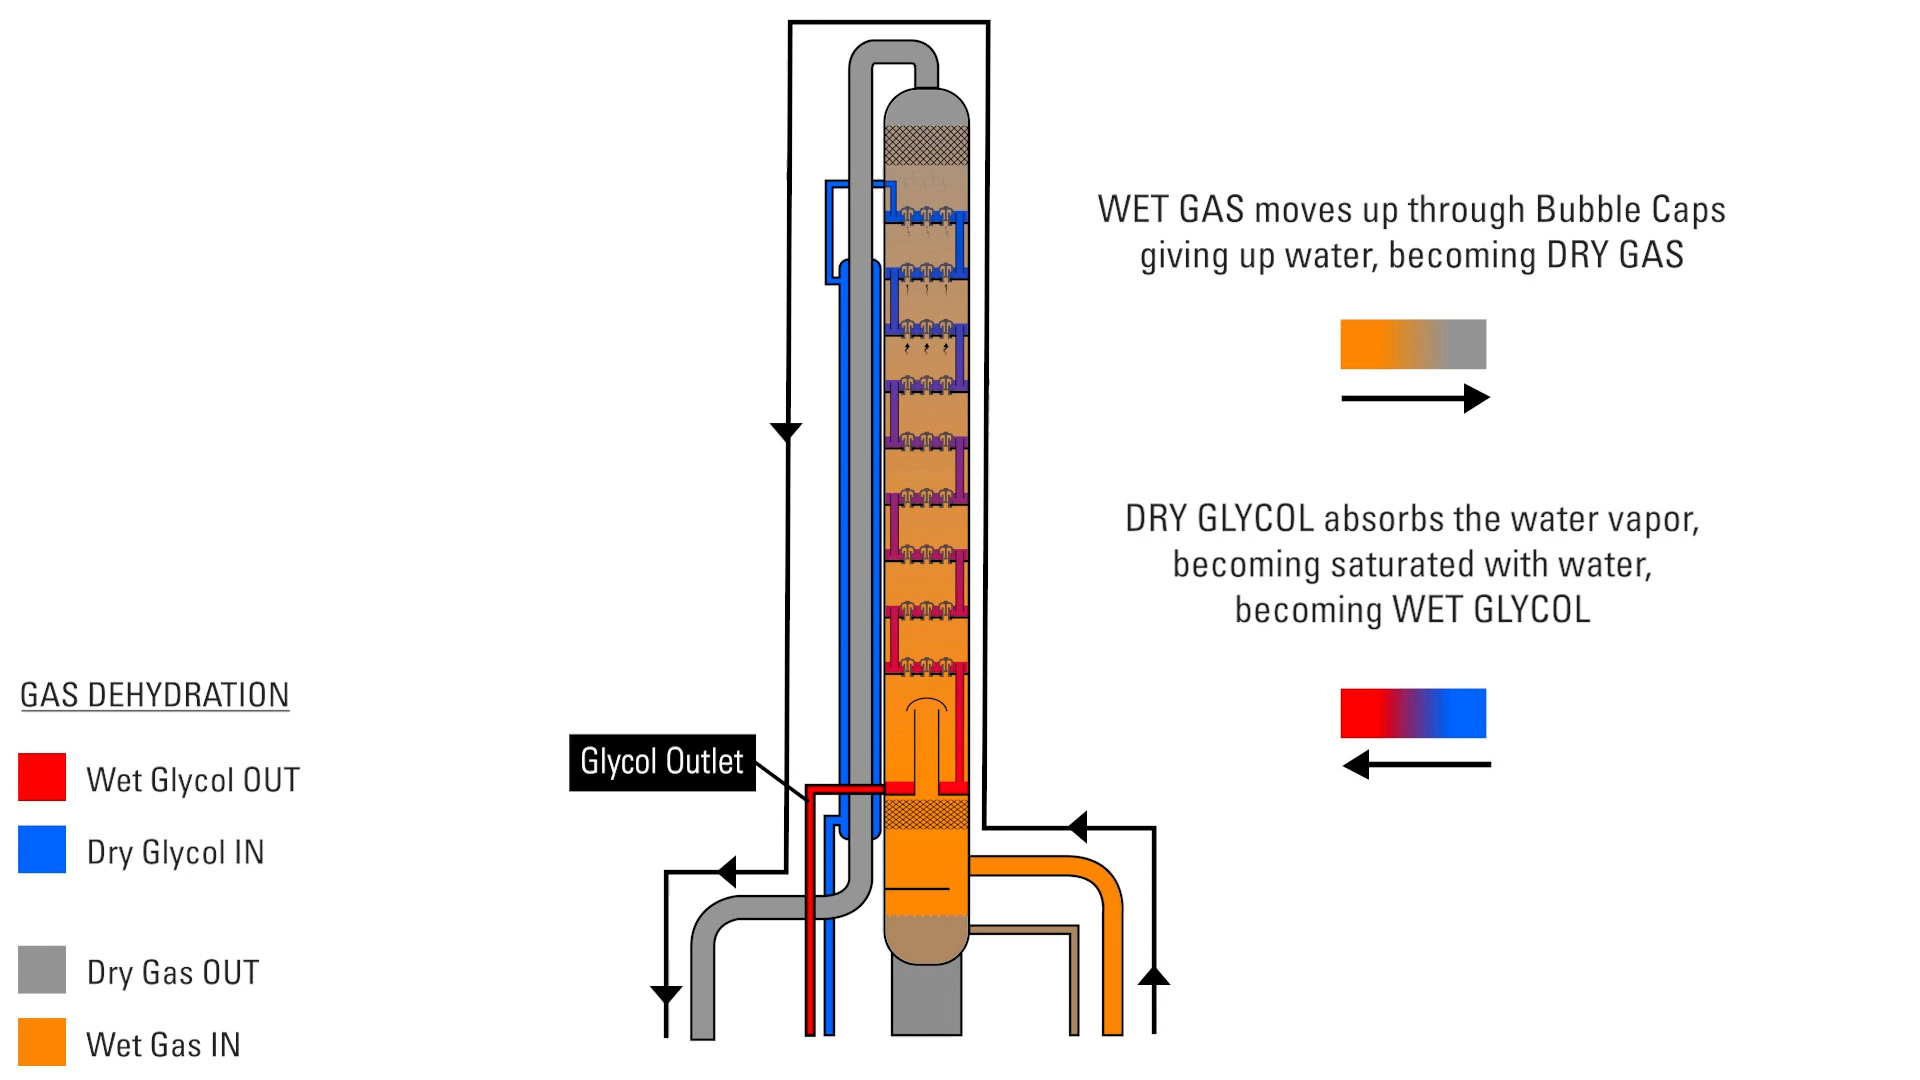 WET GAS moves up through Bubble Caps
giving up water, becoming DRY GAS
DRY GLYCOL absorbs the water vapor,
becoming saturated with water,
becoming WET GLYCOL
GAS DEHYDRATION
Wet Glycol OUT
Dry Glycol IN
Dry Gas OUT
Wet Gas IN
Glycol Outlet